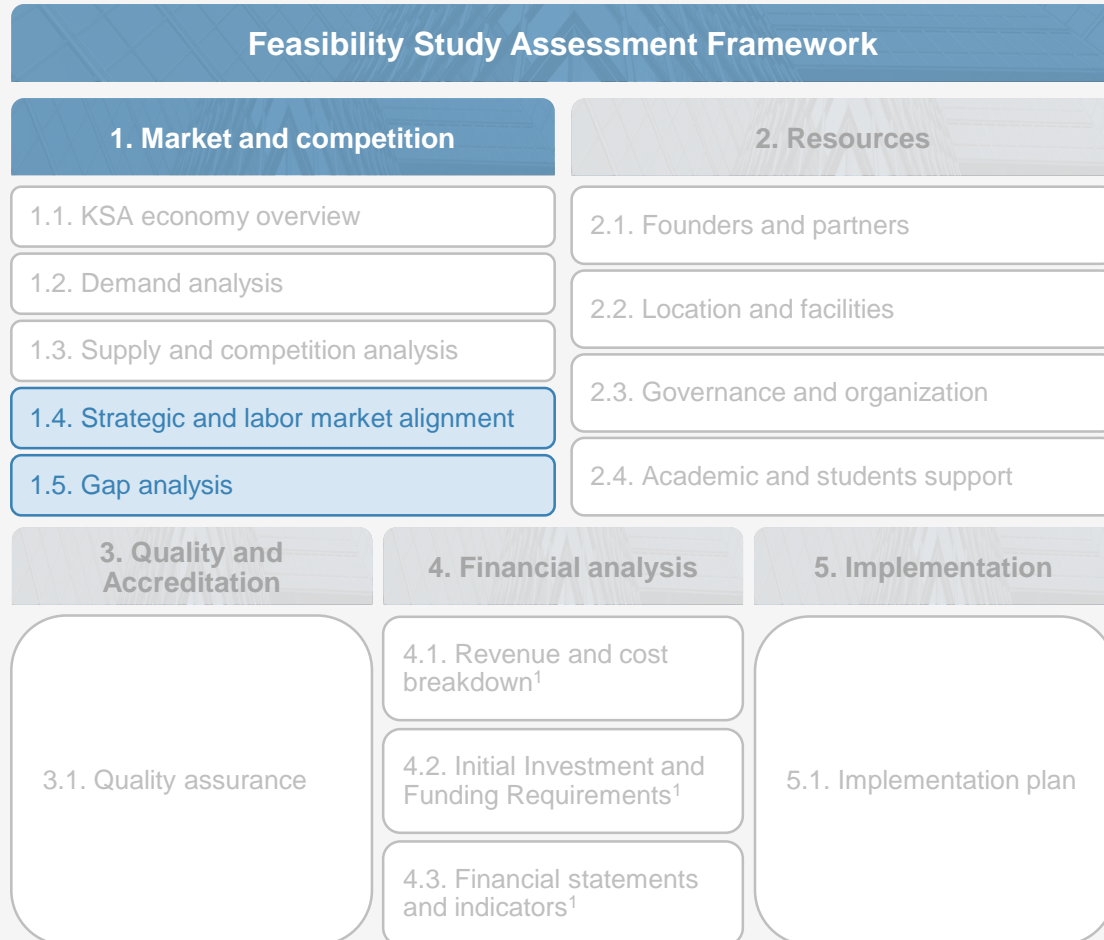 Feasibility Study Assessment Framework
1. Market and competition
2. Resources
1.1. KSA economy overview
1.2. Demand analysis
1.3. Supply and competition analysis
1.4. Strategic and labor market alignment
1.5. Gap analysis
2.1. Founders and partners
2.2. Location and facilities
2.3. Governance and organization
2.4. Academic and students support
3. Quality and
Accreditation
4. Financial analysis
5. Implementation
3.1. Quality assurance
4.1. Revenue and cost
breakdown¹
4.2. Initial Investment and
Funding Requirements¹
4.3. Financial statements
and indicators¹
5.1. Implementation plan